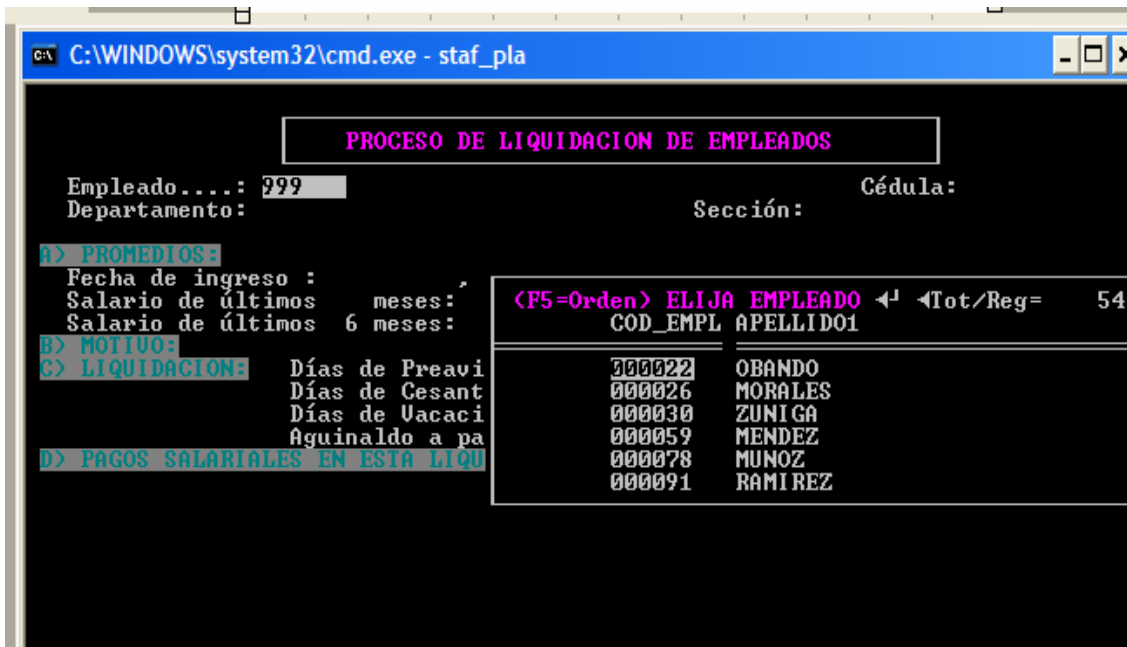 C:\WINDOWS\system32\cmd.exe - staf_pla
PROCESO DE LIQUIDACION DE EMPLEADOS
Empleado....: 999 Cédula:
Departamento: Sección:
A) PROMEDIOS:
Fecha de ingreso : ,
Salario de últimos meses:
Salario de últimos 6 meses:
B) MOTIVO:
C) LIQUIDACION: Días de Preavi
Días de Cesant
Días de Vacaci
Aguinaldo a pa
D) PAGOS SALARIALES EN ESTA LIQU
(F5=Orden) ELIJA EMPLEADO ◄┘ ◄Tot/Reg= 54
COD_EMPL APELLIDO1
000022 OBANDO
000026 MORALES
000030 ZUNIGA
000059 MENDEZ
000078 MUNOZ
000091 RAMIREZ